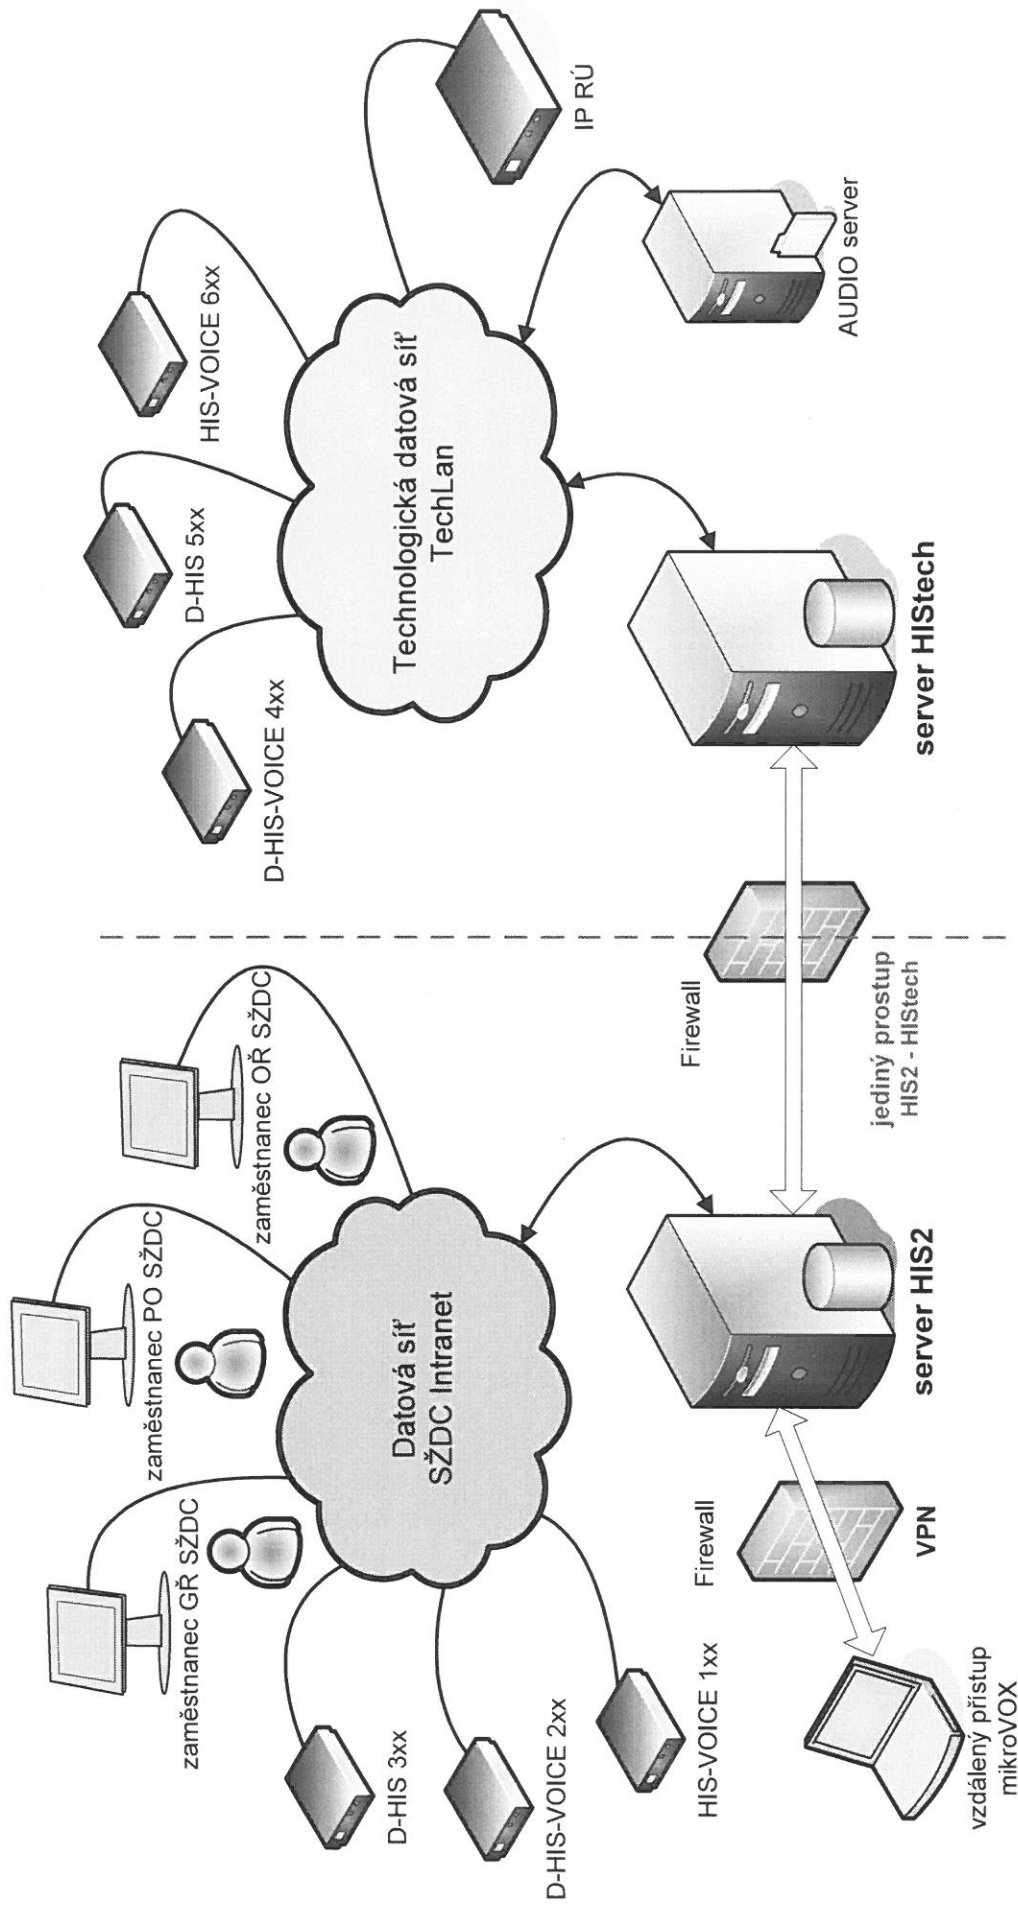 zaměstnanec GŘ SŽDC
zaměstnanec PO SŽDC
zaměstnanec OŘ SŽDC
D-HIS 3xx
D-HIS-VOICE 2xx
HIS-VOICE 1xx
Datová síť
SŽDC Intranet
vzdálený přístup
mikroVOX
Firewall
VPN
server HIS2
Firewall
jediný prostup
HIS2 - HIStech
D-HIS-VOICE 4xx
D-HIS 5xx
HIS-VOICE 6xx
IP RÚ
Technologická datová síť
TechLan
AUDIO server
server HIStech